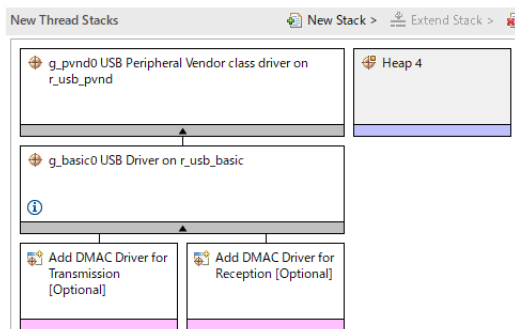 New Thread Stacks
New Stack >
Extend Stack >
g_pvnd0 USB Peripheral Vendor class driver on
r_usb_pvnd
Heap 4
g_basic0 USB Driver on r_usb_basic
Add DMAC Driver for
Transmission
[Optional]
Add DMAC Driver for
Reception [Optional]